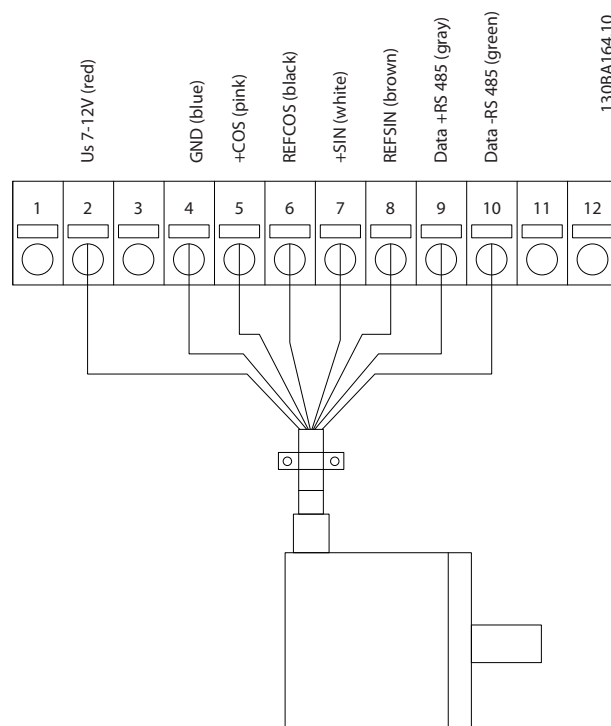 Us 7-12V (red)
GND (blue)
+COS (pink)
REFCOS (black)
+SIN (white)
REFSIN (brown)
Data +RS 485 (gray)
Data -RS 485 (green)
130BA164.10
1
2
3
4
5
6
7
8
9
10
11
12